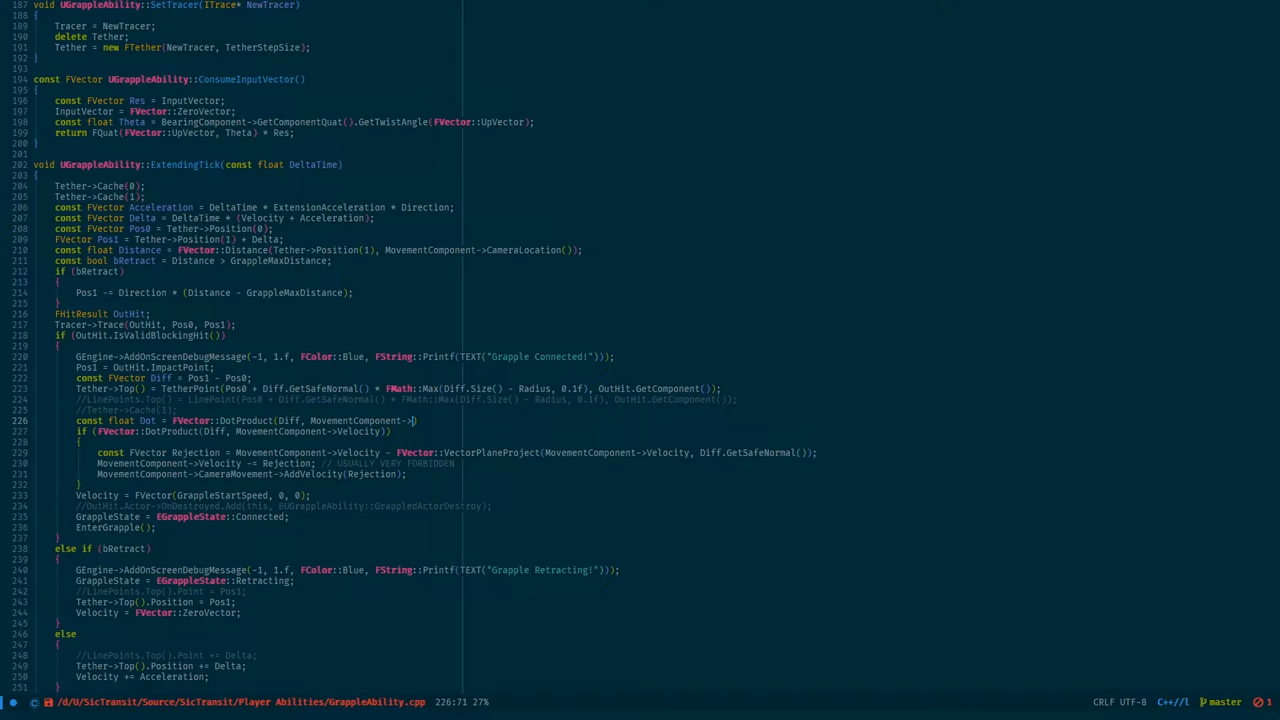 187 void UGrappleAbility::SetTracer(ITrace* NewTracer)
188 {
189     Tracer = NewTracer;
190     delete Tether;
191     Tether = new FTether(NewTracer, TetherStepSize);
192 }
193
194 const FVector UGrappleAbility::ConsumeInputVector()
195 {
196     const FVector Res = InputVector;
197     InputVector = FVector::ZeroVector;
198     const float Theta = BearingComponent->GetComponentQuat().GetTwistAngle(FVector::UpVector);
199     return FQuat(FVector::UpVector, Theta) * Res;
200 }
201
202 void UGrappleAbility::ExtendingTick(const float DeltaTime)
203 {
204     Tether->Cache(0);
205     Tether->Cache(1);
206     const FVector Acceleration = DeltaTime * ExtensionAcceleration * Direction;
207     const FVector Delta = DeltaTime * (Velocity + Acceleration);
208     const FVector Pos0 = Tether->Position(0);
209     FVector Pos1 = Tether->Position(1) + Delta;
210     const float Distance = FVector::Distance(Tether->Position(1), MovementComponent->CameraLocation());
211     const bool bRetract = Distance > GrappleMaxDistance;
212     if (bRetract)
213     {
214         Pos1 -= Direction * (Distance - GrappleMaxDistance);
215     }
216     FHitResult OutHit;
217     Tracer->Trace(OutHit, Pos0, Pos1);
218     if (OutHit.IsValidBlockingHit())
219     {
220         GEngine->AddOnScreenDebugMessage(-1, 1.f, FColor::Blue, FString::Printf(TEXT("Grapple Connected!")));
221         Pos1 = OutHit.ImpactPoint;
222         const FVector Diff = Pos1 - Pos0;
223         Tether->Top() = TetherPoint(Pos0 + Diff.GetSafeNormal() * FMath::Max(Diff.Size() - Radius, 0.1f), OutHit.GetComponent());
224         //LinePoints.Top() = LinePoint(Pos0 + Diff.GetSafeNormal() * FMath::Max(Diff.Size() - Radius, 0.1f), OutHit.GetComponent());
225         //Tether->Cache(1);
226         const float Dot = FVector::DotProduct(Diff, MovementComponent->)
227         if (FVector::DotProduct(Diff, MovementComponent->Velocity))
228         {
229             const FVector Rejection = MovementComponent->Velocity - FVector::VectorPlaneProject(MovementComponent->Velocity, Diff.GetSafeNormal());
230             MovementComponent->Velocity -= Rejection; // USUALLY VERY FORBIDDEN
231             MovementComponent->CameraMovement->AddVelocity(Rejection);
232         }
233         Velocity = FVector(GrappleStartSpeed, 0, 0);
234         //OutHit.Actor->OnDestroyed.Add(this, &UGrappleAbility::GrappledActorDestroy);
235         GrappleState = EGrappleState::Connected;
236         EnterGrapple();
237     }
238     else if (bRetract)
239     {
240         GEngine->AddOnScreenDebugMessage(-1, 1.f, FColor::Blue, FString::Printf(TEXT("Grapple Retracting!")));
241         GrappleState = EGrappleState::Retracting;
242         //LinePoints.Top().Point = Pos1;
243         Tether->Top().Position = Pos1;
244         Velocity = FVector::ZeroVector;
245     }
246     else
247     {
248         //LinePoints.Top().Point += Delta;
249         Tether->Top().Position += Delta;
250         Velocity += Acceleration;
251     }
/d/U/SicTransit/Source/SicTransit/Player Abilities/GrappleAbility.cpp 226:71 27% CRLF UTF-8 C++//l master 1